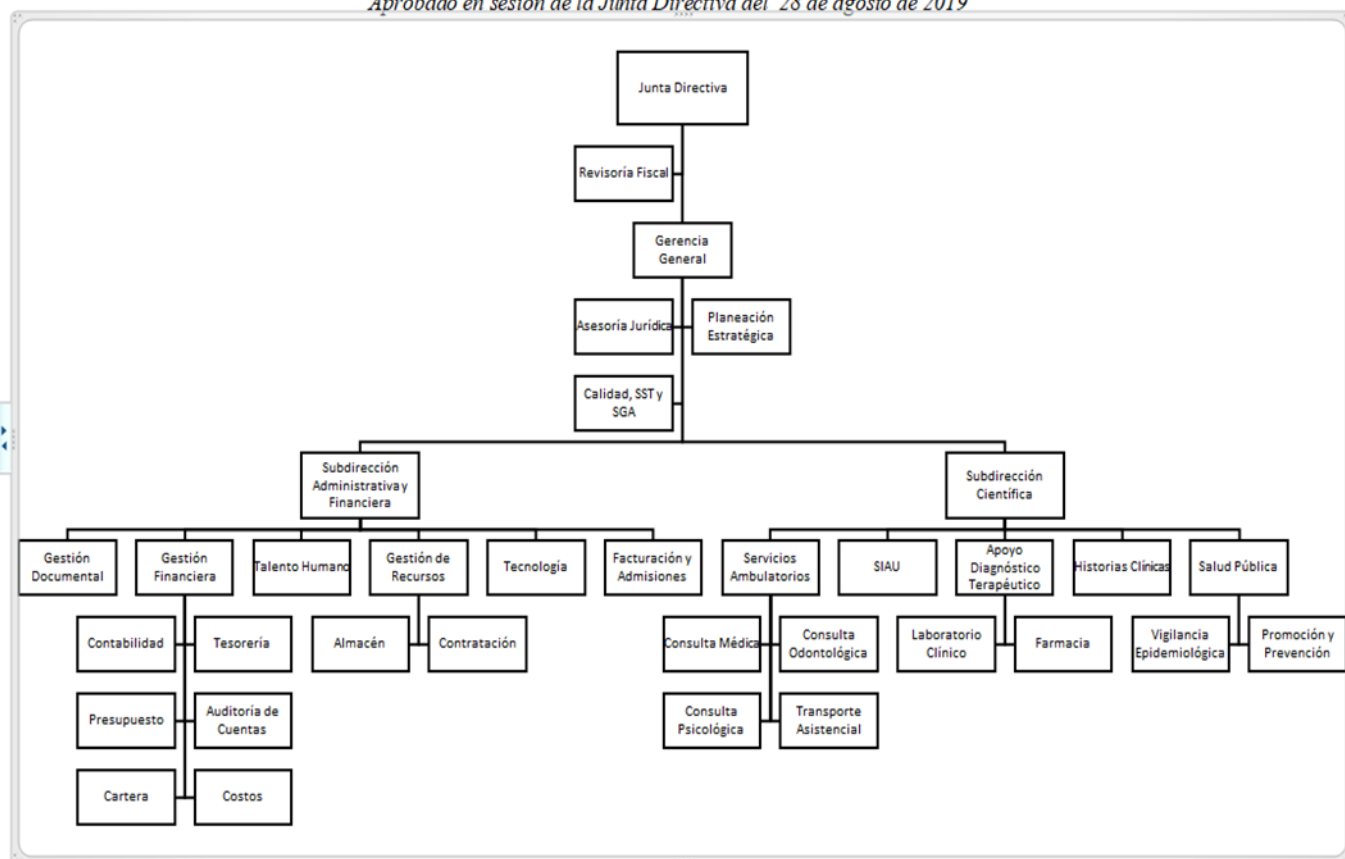 Aprobado en sesión de la Junta Directiva del 28 de agosto de 2019
Junta Directiva
Revisoría Fiscal
Gerencia
General
Asesoría Jurídica
Planeación
Estratégica
Calidad, SST y
SGA
Subdirección
Administrativa y
Financiera
Subdirección
Científica
Gestión
Documental
Gestión
Financiera
Talento Humano
Gestión de
Recursos
Tecnología
Facturación y
Admisiones
Servicios
Ambulatorios
SIAU
Apoyo
Diagnóstico
Terapéutico
Historias Clínicas
Salud Pública
Contabilidad
Tesorería
Almacén
Contratación
Consulta Médica
Consulta
Odontológica
Laboratorio
Clínico
Farmacia
Vigilancia
Epidemiológica
Promoción y
Prevención
Presupuesto
Auditoría de
Cuentas
Consulta
Psicológica
Transporte
Asistencial
Cartera
Costos